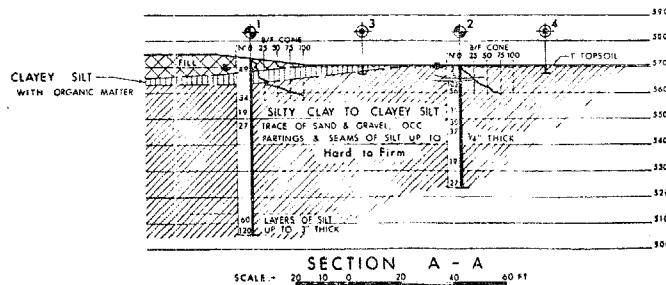 590
1 3 2 4
B/F CONE B/F CONE
'N' 0 25 50 75 100 'N' 0 25 50 75 100
580
1' TOPSOIL
FILL
570
CLAYEY SILT
WITH ORGANIC MATTER
49
34
560
19 SILTY CLAY TO CLAYEY SILT
27 TRACE OF SAND & GRAVEL, OCC
PARTINGS & SEAMS OF SILT UP TO 1/4" THICK
550
Hard to Firm
540
19
530
27
520
60 LAYERS OF SILT
120 UP TO 3" THICK
510
500
SECTION A - A
SCALE - 20 10 0 20 40 60 FT